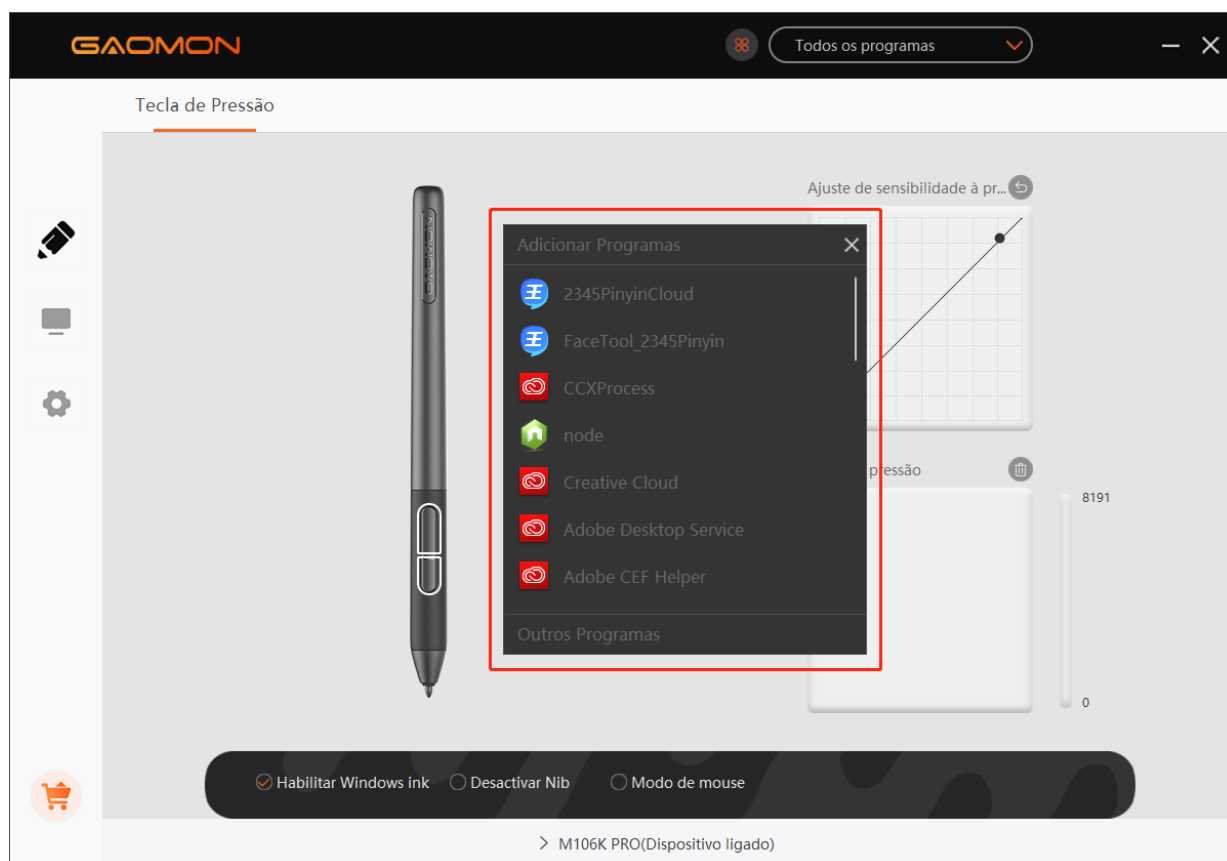 GAOMON
Todos os programas
Tecla de Pressão
Ajuste de sensibilidade à pr...
GAOMON
Adicionar Programas
2345PinyinCloud
FaceTool_2345Pinyin
CCXProcess
node
Creative Cloud
Adobe Desktop Service
Adobe CEF Helper
Outros Programas
pressão
8191
0
Habilitar Windows ink
Desactivar Nib
Modo de mouse
M106K PRO(Dispositivo ligado)